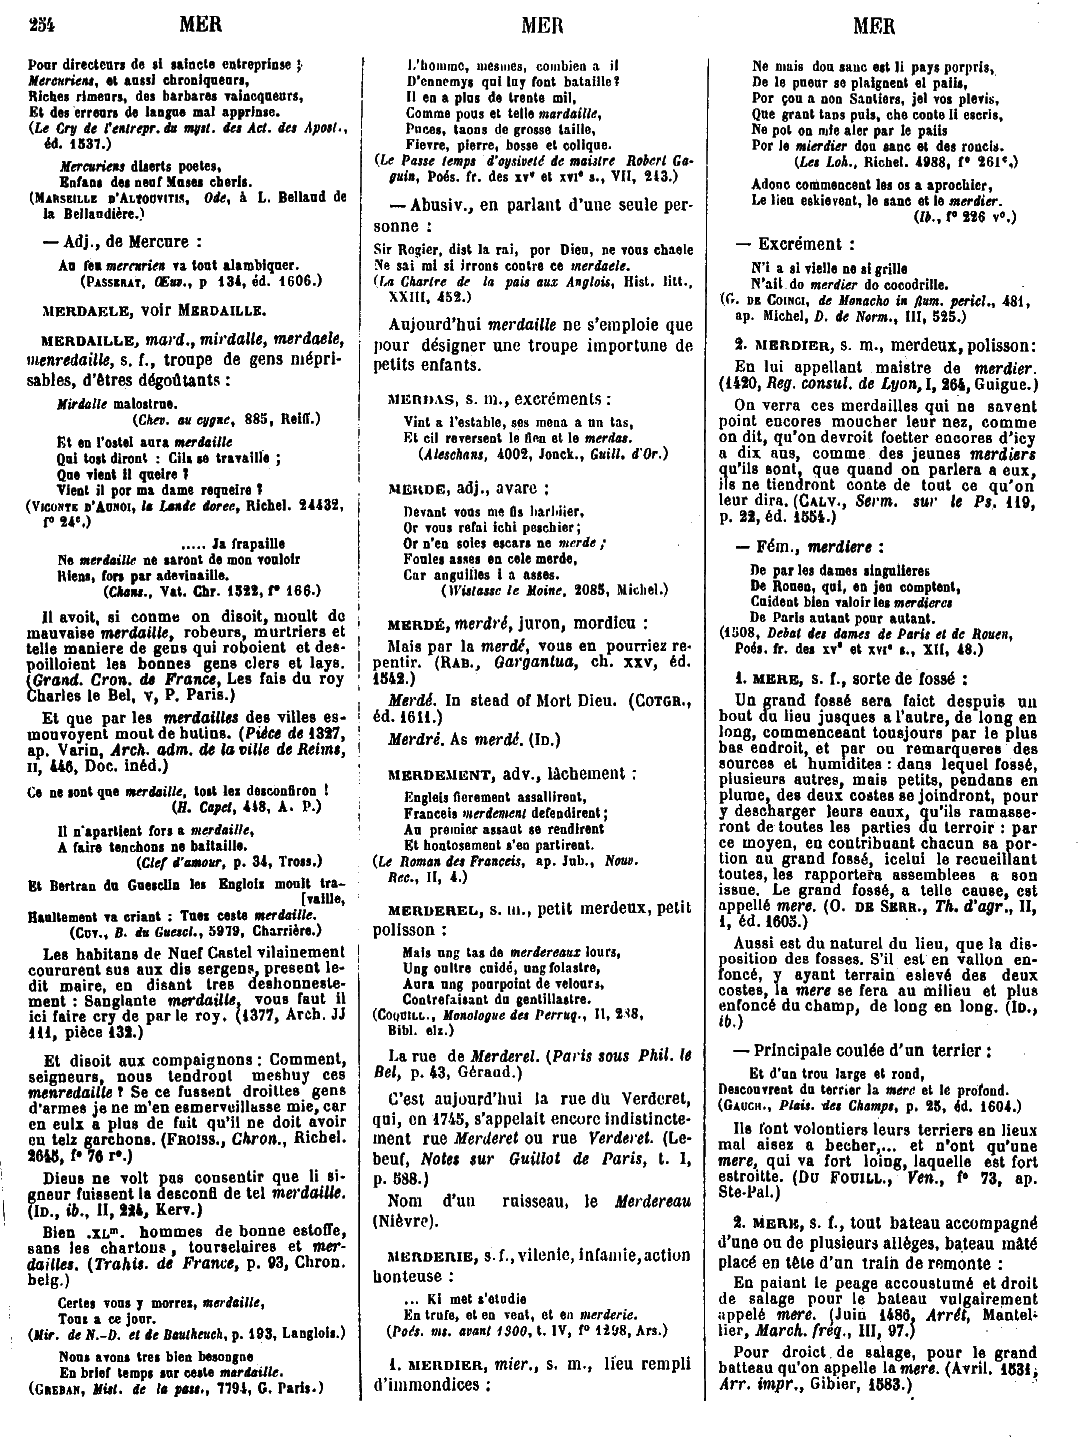 254 MER MER MER
Pour directeurs de si saincte entreprinse ;
Mercuriens, et aussi chroniqueurs,
Riches rimeurs, des barbares vaincqueurs,
Et des erreurs de langue mal apprinse.
(Le Cry de l'entrepr. du myst. des Act. des Apost.,
éd. 1537.)
Mercuriens diserts poetes,
Enfans des neuf Muses cheris.
(MARSEILLE D'ALTOUVITIS, Ode, à L. Belland de
la Bellandière.)
— Adj., de Mercure :
Au feu mercurien va tout alambiquer.
(PASSERAT, Œuv., p 134, éd. 1606.)
MERDAELE, voir MERDAILLE.
MERDAILLE, mard., mirdalle, merdaele,
menredaille, s. f., troupe de gens mépri-
sables, d'êtres dégoûtants :
Mirdalle malostrue.
(Chev. au cygne, 885, Reiff.)
Et en l'ostel aura merdaille
Qui tost diront : Cils se travaille ;
Que vient il queire ?
Vient il por ma dame requeire ?
(VICONTE D'AUNOI, la Lande doree, Richel. 24432,
f° 24c.)
..... Ja frapaille
Ne merdaille ne saront de mon vouloir
Riens, fors par adevinaille.
(Chans., Vat. Chr. 1522, f° 166.)
Il avoit, si conme on disoit, moult de
mauvaise merdaille, robeurs, murtriers et
telle maniere de gens qui roboient et des-
poilloient les bonnes gens clers et lays.
(Grand. Cron. de France, Les fais du roy
Charles le Bel, v, P. Paris.)
Et que par les merdailles des villes es-
mouvoyent mout de hutins. (Pièce de 1327,
ap. Varin, Arch. adm. de la ville de Reims,
II, 446, Doc. inéd.)
Ce ne sont que merdaille, tost les desconfiron !
(H. Capet, 448, A. P.)
Il n'apartient fors a merdaille,
A faire tenchons ne bataille.
(Clef d'amour, p. 34, Tross.)
Et Bertran du Guesclin les Englois moult tra-
[vaille,
Haultement va criant : Tues ceste merdaille.
(CUV., B. du Guescl., 5979, Charrière.)
Les habitans de Nuef Castel vilainement
coururent sus aux dis sergens, present le-
dit maire, en disant tres deshonneste-
ment : Sanglante merdaille, vous faut il
ici faire cry de par le roy. (1377, Arch. JJ
111, pièce 132.)
Et disoit aux compaignons : Comment,
seigneurs, nous tendront meshuy ces
menredaille ? Se ce fussent droittes gens
d'armes je ne m'en esmerveillasse mie, car
en eulx a plus de fuit qu'il ne doit avoir
en telz garchons. (FROISS., Chron., Richel.
2645, f° 76 r°.)
Dieus ne volt pas consentir que li si-
gneur fuissent la desconfi de tel merdaille.
(ID., ib., II, 224, Kerv.)
Bien .XLm. hommes de bonne estoffe,
sans les chartons, tourselaires et mer-
dailles. (Trahis. de France, p. 93, Chron.
belg.)
Certes vous y morrez, merdaille,
Tous a ce jour.
(Mir. de N.-D. et de Bautheuch, p. 193, Langlois.)
Nous avons tres bien besongne
En brief temps sur ceste merdaille.
(GREBAN, Mist. de la pass., 7794, G. Paris.)
L'homme, mesmes, combien a il
D'ennemys qui luy font bataille ?
Il en a plus de trente mil,
Comme pous et telle mardaille,
Puces, taons de grosse taille,
Fievre, pierre, bosse et colique.
(Le Passe temps d'oysiveté de maistre Robert Ga-
guin, Poés. fr. des xve et xvie s., VII, 243.)
— Abusiv., en parlant d'une seule per-
sonne :
Sir Rogier, dist la rai, por Dieu, ne vous chaele
Ne sai mi si irrons contre ce merdaele.
(La Chartre de la pais aux Anglois, Hist. litt.,
XXIII, 452.)
Aujourd'hui merdaille ne s'emploie que
pour désigner une troupe importune de
petits enfants.
MERDAS, s. m., excréments :
Vint a l'estable, ses mena a un tas,
Et cil reversent le fien et le merdas.
(Aleschans, 4002, Jonck., Guill. d'Or.)
MERDE, adj., avare :
Devant vous me fis barbiier,
Or vous refai ichi peschier ;
Or n'en soies escars ne merde ;
Foules asses en cele merde,
Car anguilles i a asses.
(Wistasse le Moine, 2085, Michel.)
MERDÉ, merdré, juron, mordieu :
Mais par la merdé, vous en pourriez re-
pentir. (RAB., Gargantua, ch. XXV, éd.
1542.)
Merdé. In stead of Mort Dieu. (COTGR.,
éd. 1611.)
Merdré. As merdé. (ID.)
MERDEMENT, adv., lâchement :
Engleis fierement assallirent,
Franceis merdement defendirent ;
Au premier assaut se rendirent
Et hontosement s'en partirent.
(Le Roman des Franceis, ap. Jub., Nouv.
Rec., II, 4.)
MERDEREL, s. m., petit merdeux, petit
polisson :
Mais ung tas de merdereaux lours,
Ung oultre cuidé, ung folastre,
Aura ung pourpoint de velours,
Contrefaisant du gentillastre.
(COQUILL., Monologue des Perruq., II, 288,
Bibl. elz.)
La rue de Merderel. (Paris sous Phil. le
Bel, p. 43, Géraud.)
C'est aujourd'hui la rue du Verderet,
qui, en 1745, s'appelait encore indistincte-
ment rue Merderet ou rue Verderet. (Le-
beuf, Notes sur Guillot de Paris, t. I,
p. 588.)
Nom d'un ruisseau, le Merdereau
(Nièvre).
MERDERIE, s. f., vilenie, infamie, action
honteuse :
... Ki met s'etudie
En trufe, et en vent, et en merderie.
(Poés. ms. avant 1300, t. IV, f° 1298, Ars.)
1. MERDIER, mier., s. m., lieu rempli
d'immondices :
Ne mais dou sanc est li pays porpris,
De le pueur se plaignent el paiis,
Por çou a non Santiers, jel vos plevis,
Que grant tans puis, che conte li escris,
Ne pot on mie aler par le paiis
Por le mierdier dou sanc et des roncis.
(Les Loh., Richel. 4988, f° 261c.)
Adonc commencent les os a aprochier,
Le lieu eskievent, le sanc et le merdier.
(Ib., f° 226 v°.)
— Excrément :
N'i a si vielle ne si grille
N'ait do merdier do cocodrille.
(G. DE COINCI, de Monacho in flum. pericl., 481,
ap. Michel, D. de Norm., III, 525.)
2. MERDIER, s. m., merdeux, polisson :
En lui appellant maistre de merdier.
(1420, Reg. consul. de Lyon, I, 264, Guigue.)
On verra ces merdailles qui ne savent
point encores moucher leur nez, comme
on dit, qu'on devroit foetter encores d'icy
a dix ans, comme des jeunes merdiers
qu'ils sont, que quand on parlera a eux,
ils ne tiendront conte de tout ce qu'on
leur dira. (CALV., Serm. sur le Ps. 119,
p. 22, éd. 1554.)
— Fém., merdiere :
De par les dames singulieres
De Rouen, qui, en jeu comptent,
Cuident bien valoir les merdieres
De Paris autant pour autant.
(1508, Debat des dames de Paris et de Rouen,
Poés. fr. des xve et xvie s., XII, 48.)
1. MERE, s. f., sorte de fossé :
Un grand fossé sera faict despuis un
bout du lieu jusques a l'autre, de long en
long, commenceant tousjours par le plus
bas endroit, et par ou remarqueres des
sources et humidites : dans lequel fossé,
plusieurs autres, mais petits, pendans en
plume, des deux costes se joindront, pour
y descharger leurs eaux, qu'ils ramasse-
ront de toutes les parties du terroir : par
ce moyen, en contribuant chacun sa por-
tion au grand fossé, icelui le recueillant
toutes, les rapportera assemblees a son
issue. Le grand fossé, a telle cause, est
appellé mere. (O. DE SERR., Th. d'agr., II,
1, éd. 1605.)
Aussi est du naturel du lieu, que la dis-
position des fosses. S'il est en vallon en-
foncé, y ayant terrain eslevé des deux
costes, la mere se fera au milieu et plus
enfoncé du champ, de long en long. (ID.,
ib.)
— Principale coulée d'un terrier :
Et d'un trou large et rond,
Descouvrent du terrier la mere et le profond.
(GAUCH., Plais. des Champs, p. 25, éd. 1604.)
Ils font volontiers leurs terriers en lieux
mal aisez a becher,... et n'ont qu'une
mere, qui va fort loing, laquelle est fort
estroitte. (DU FOUILL., Ven., f° 73, ap.
Ste-Pal.)
2. MERE, s. f., tout bateau accompagné
d'une ou de plusieurs allèges, bateau mâté
placé en tête d'un train de remonte :
En paiant le peage accoustumé et droit
de salage pour le bateau vulgairement
appelé mere. (Juin 1486, Arrêt, Mantel-
lier, March. fréq., III, 97.)
Pour droict de salage, pour le grand
batteau qu'on appelle la mere. (Avril. 1531,
Arr. impr., Gibier, 1583.)